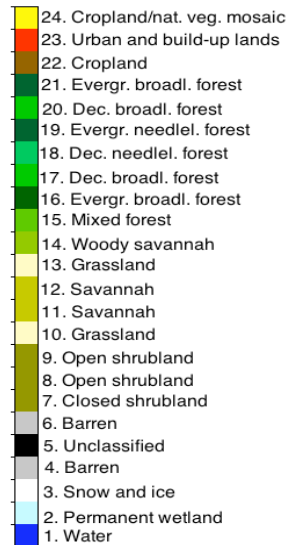 24. Cropland/nat. veg. mosaic
23. Urban and build-up lands
22. Cropland
21. Evergr. broadl. forest
20. Dec. broadl. forest
19. Evergr. needlel. forest
18. Dec. needlel. forest
17. Dec. broadl. forest
16. Evergr. broadl. forest
15. Mixed forest
14. Woody savannah
13. Grassland
12. Savannah
11. Savannah
10. Grassland
9. Open shrubland
8. Open shrubland
7. Closed shrubland
6. Barren
5. Unclassified
4. Barren
3. Snow and ice
2. Permanent wetland
1. Water